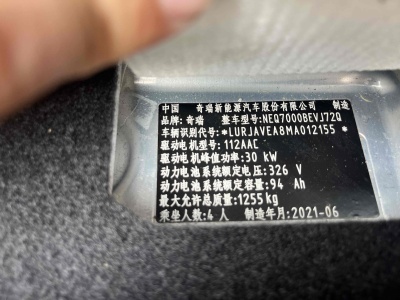 中国 奇瑞新能源汽车股份有限公司 制造
品牌:奇瑞 整车型号:NEQ7000BEVJ72Q
车辆识别代号:*LURJAVEA8MA012155*
驱动电机型号:112AAC
驱动电机峰值功率:30 kW
动力电池系统额定电压:326 V
动力电池系统额定容量:94 Ah
最大允许总质量:1255kg
乘坐人数:4人 制造年月:2021-06